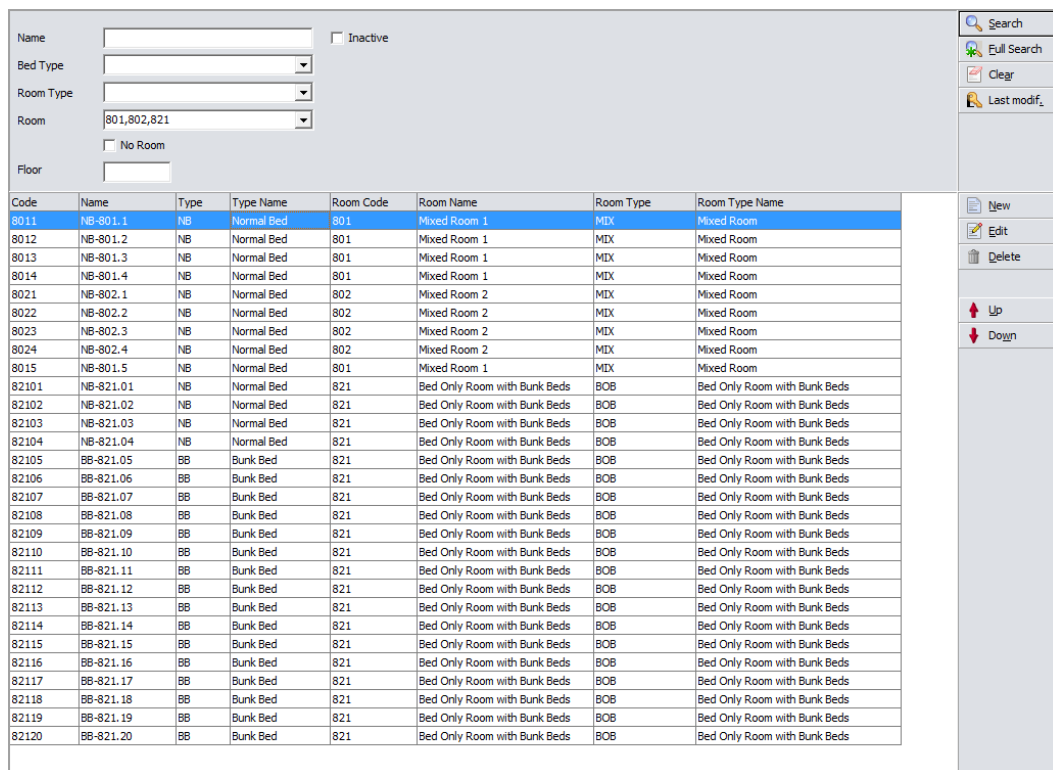 Name Inactive
Bed Type
Room Type
Room 801,802,821
No Room
Floor
Search
Full Search
Clear
Last modif.
Code Name Type Type Name Room Code Room Name Room Type Room Type Name
8011 NB-801.1 NB Normal Bed 801 Mixed Room 1 MIX Mixed Room
8012 NB-801.2 NB Normal Bed 801 Mixed Room 1 MIX Mixed Room
8013 NB-801.3 NB Normal Bed 801 Mixed Room 1 MIX Mixed Room
8014 NB-801.4 NB Normal Bed 801 Mixed Room 1 MIX Mixed Room
8021 NB-802.1 NB Normal Bed 802 Mixed Room 2 MIX Mixed Room
8022 NB-802.2 NB Normal Bed 802 Mixed Room 2 MIX Mixed Room
8023 NB-802.3 NB Normal Bed 802 Mixed Room 2 MIX Mixed Room
8024 NB-802.4 NB Normal Bed 802 Mixed Room 2 MIX Mixed Room
8015 NB-801.5 NB Normal Bed 801 Mixed Room 1 MIX Mixed Room
82101 NB-821.01 NB Normal Bed 821 Bed Only Room with Bunk Beds BOB Bed Only Room with Bunk Beds
82102 NB-821.02 NB Normal Bed 821 Bed Only Room with Bunk Beds BOB Bed Only Room with Bunk Beds
82103 NB-821.03 NB Normal Bed 821 Bed Only Room with Bunk Beds BOB Bed Only Room with Bunk Beds
82104 NB-821.04 NB Normal Bed 821 Bed Only Room with Bunk Beds BOB Bed Only Room with Bunk Beds
82105 BB-821.05 BB Bunk Bed 821 Bed Only Room with Bunk Beds BOB Bed Only Room with Bunk Beds
82106 BB-821.06 BB Bunk Bed 821 Bed Only Room with Bunk Beds BOB Bed Only Room with Bunk Beds
82107 BB-821.07 BB Bunk Bed 821 Bed Only Room with Bunk Beds BOB Bed Only Room with Bunk Beds
82108 BB-821.08 BB Bunk Bed 821 Bed Only Room with Bunk Beds BOB Bed Only Room with Bunk Beds
82109 BB-821.09 BB Bunk Bed 821 Bed Only Room with Bunk Beds BOB Bed Only Room with Bunk Beds
82110 BB-821.10 BB Bunk Bed 821 Bed Only Room with Bunk Beds BOB Bed Only Room with Bunk Beds
82111 BB-821.11 BB Bunk Bed 821 Bed Only Room with Bunk Beds BOB Bed Only Room with Bunk Beds
82112 BB-821.12 BB Bunk Bed 821 Bed Only Room with Bunk Beds BOB Bed Only Room with Bunk Beds
82113 BB-821.13 BB Bunk Bed 821 Bed Only Room with Bunk Beds BOB Bed Only Room with Bunk Beds
82114 BB-821.14 BB Bunk Bed 821 Bed Only Room with Bunk Beds BOB Bed Only Room with Bunk Beds
82115 BB-821.15 BB Bunk Bed 821 Bed Only Room with Bunk Beds BOB Bed Only Room with Bunk Beds
82116 BB-821.16 BB Bunk Bed 821 Bed Only Room with Bunk Beds BOB Bed Only Room with Bunk Beds
82117 BB-821.17 BB Bunk Bed 821 Bed Only Room with Bunk Beds BOB Bed Only Room with Bunk Beds
82118 BB-821.18 BB Bunk Bed 821 Bed Only Room with Bunk Beds BOB Bed Only Room with Bunk Beds
82119 BB-821.19 BB Bunk Bed 821 Bed Only Room with Bunk Beds BOB Bed Only Room with Bunk Beds
82120 BB-821.20 BB Bunk Bed 821 Bed Only Room with Bunk Beds BOB Bed Only Room with Bunk Beds
New
Edit
Delete
Up
Down